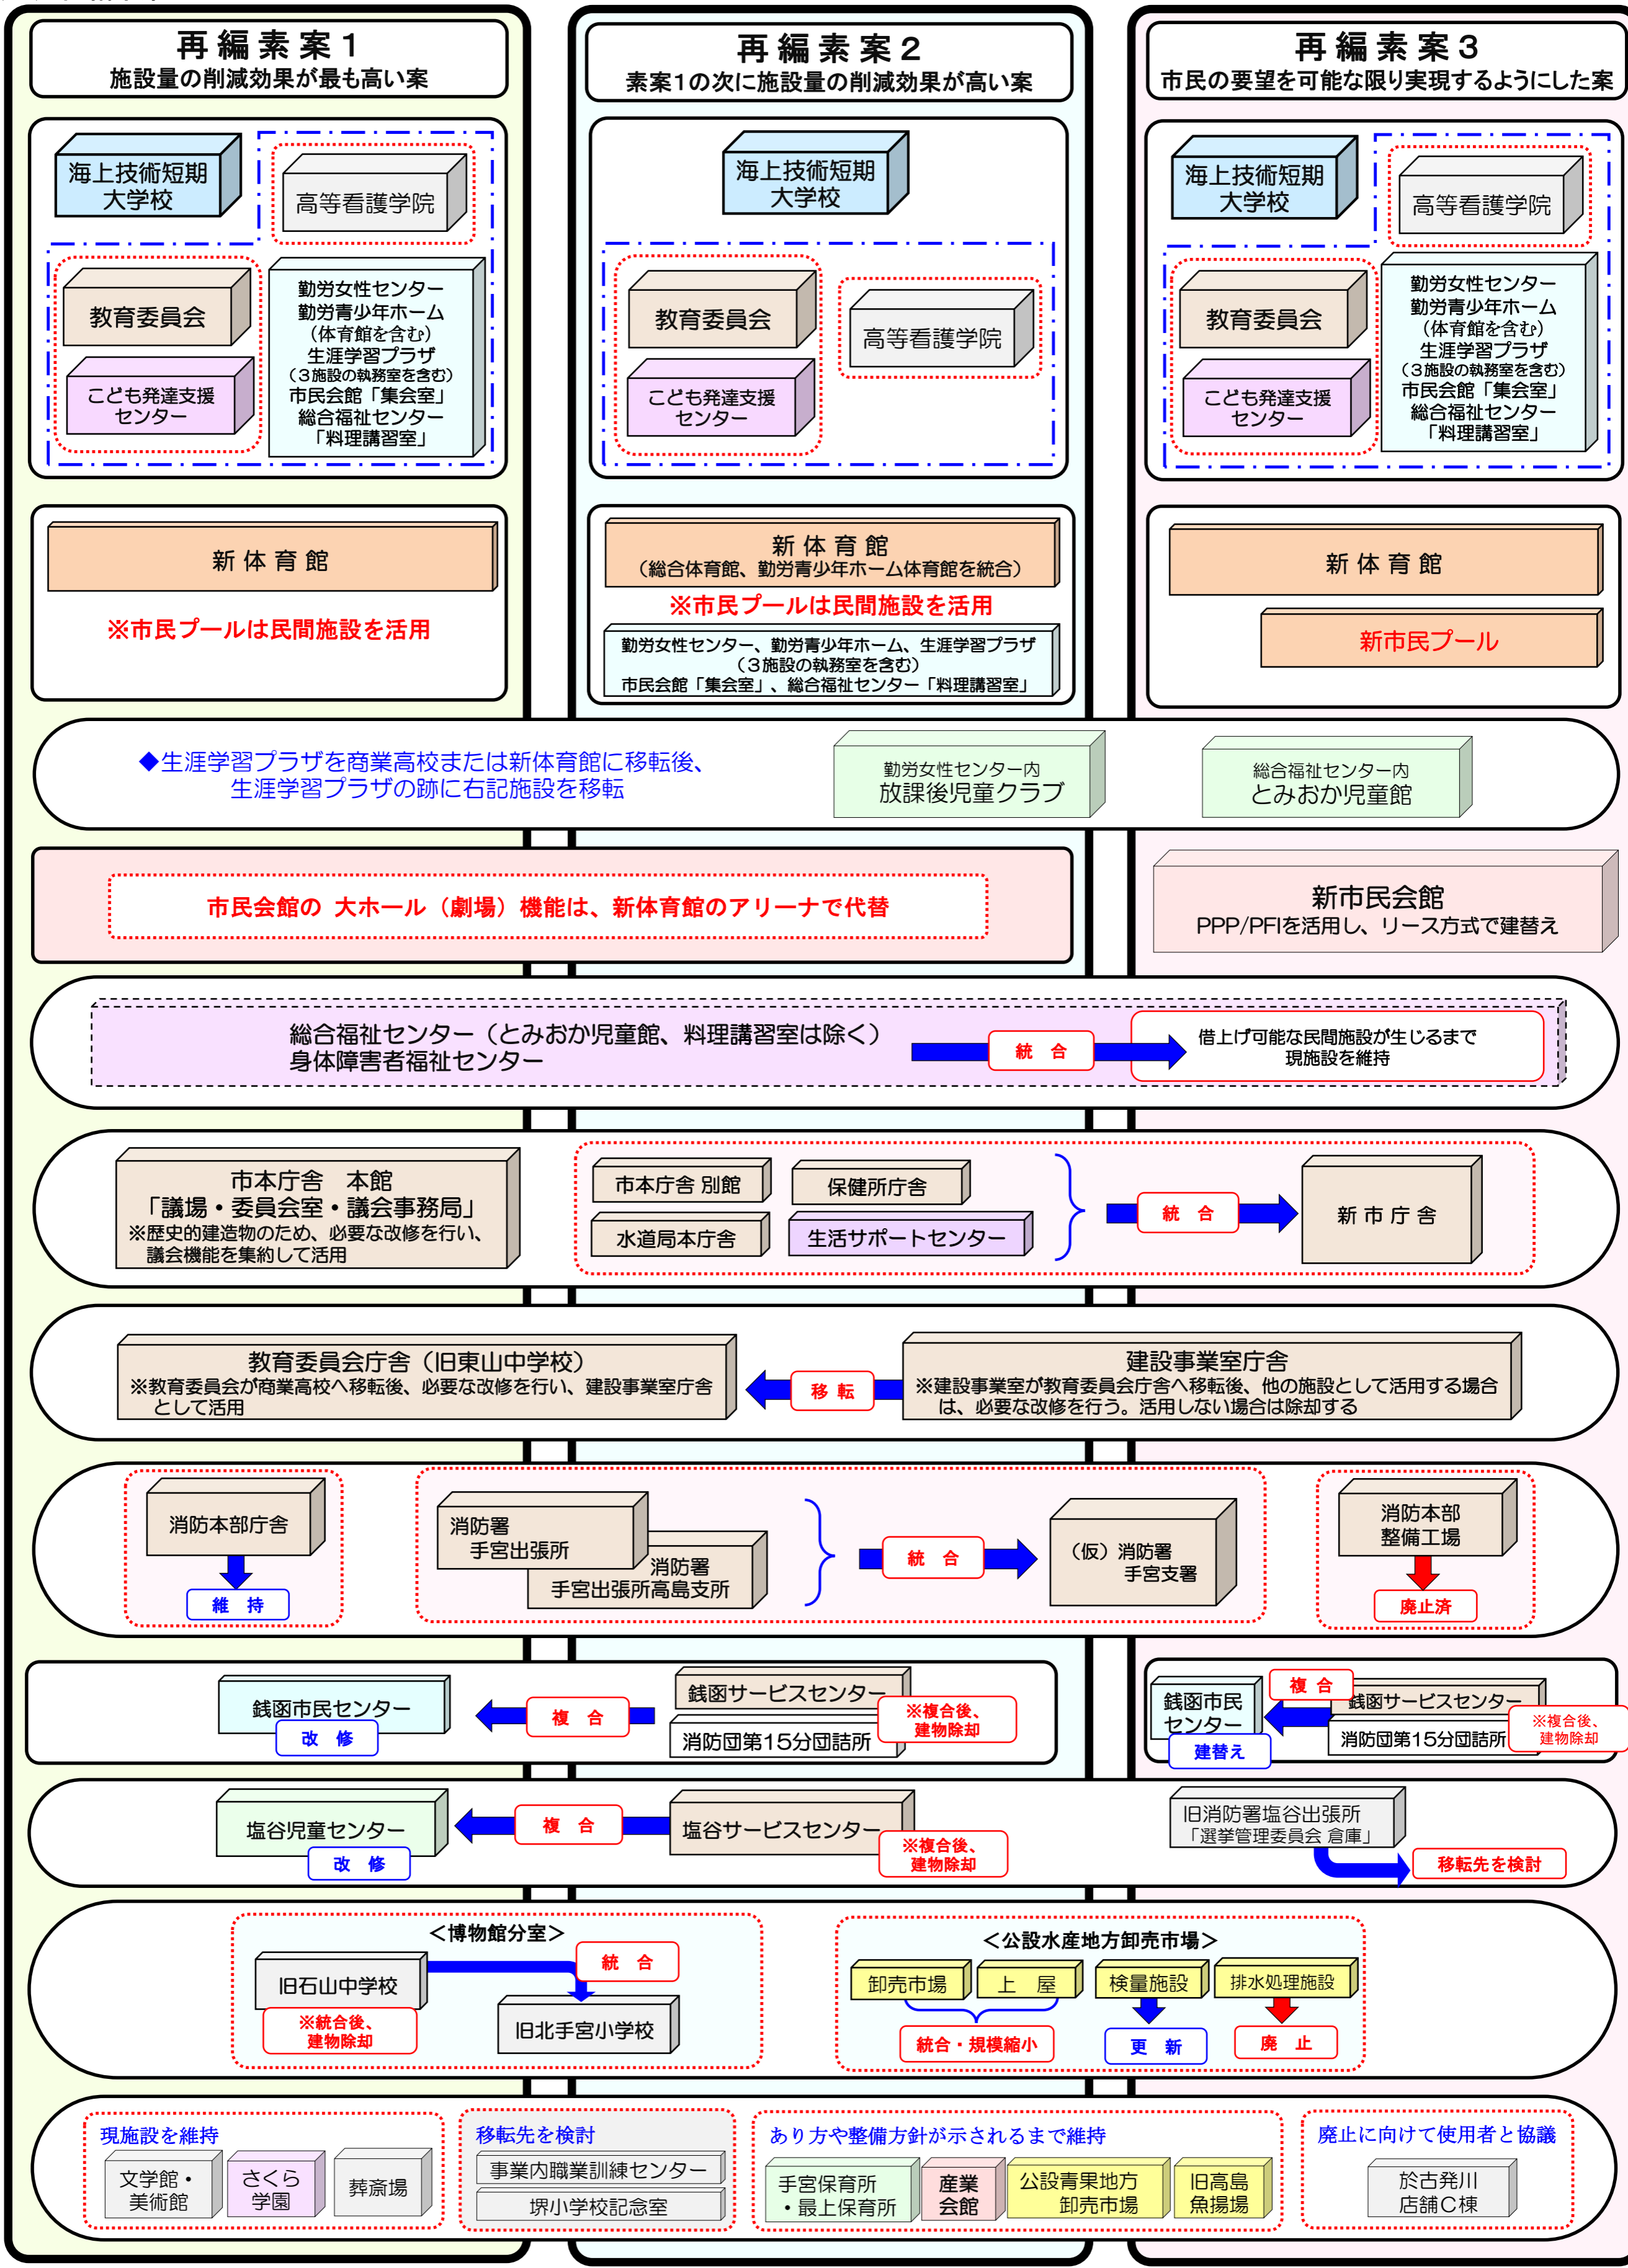 再編素案１
施設量の削減効果が最も高い案
再編素案２
素案1の次に施設量の削減効果が高い案
再編素案３
市民の要望を可能な限り実現するようにした案
海上技術短期
大学校
高等看護学院
教育委員会
こども発達支援
センター
勤労女性センター
勤労青少年ホーム
（体育館を含む）
生涯学習プラザ
（３施設の執務室を含む）
市民会館「集会室」
総合福祉センター
「料理講習室」
海上技術短期
大学校
教育委員会
こども発達支援
センター
高等看護学院
海上技術短期
大学校
高等看護学院
教育委員会
こども発達支援
センター
勤労女性センター
勤労青少年ホーム
（体育館を含む）
生涯学習プラザ
（３施設の執務室を含む）
市民会館「集会室」
総合福祉センター
「料理講習室」
新 体 育 館
※市民プールは民間施設を活用
新 体 育 館
（総合体育館、勤労青少年ホーム体育館を統合）
※市民プールは民間施設を活用
勤労女性センター、勤労青少年ホーム、生涯学習プラザ
（３施設の執務室を含む）
市民会館「集会室」、総合福祉センター「料理講習室」
新 体 育 館
新市民プール
◆生涯学習プラザを商業高校または新体育館に移転後、
生涯学習プラザの跡に右記施設を移転
勤労女性センター内
放課後児童クラブ
総合福祉センター内
とみおか児童館
市民会館の 大ホール（劇場）機能は、新体育館のアリーナで代替
新市民会館
PPP/PFIを活用し、リース方式で建替え
総合福祉センター（とみおか児童館、料理講習室は除く）
身体障害者福祉センター
統　合
借上げ可能な民間施設が生じるまで
現施設を維持
市本庁舎　本館
「議場・委員会室・議会事務局」
※歴史的建造物のため、必要な改修を行い、
議会機能を集約して活用
市本庁舎 別館
保健所庁舎
水道局本庁舎
生活サポートセンター
統　合
新 市 庁 舎
教育委員会庁舎（旧東山中学校）
※教育委員会が商業高校へ移転後、必要な改修を行い、建設事業室庁舎
として活用
移 転
建設事業室庁舎
※建設事業室が教育委員会庁舎へ移転後、他の施設として活用する場合
は、必要な改修を行う。活用しない場合は除却する
消防本部庁舎
維　持
消防署
手宮出張所
消防署
手宮出張所高島支所
統　合
（仮）消防署
手宮支署
消防本部
整備工場
廃止済
銭函市民センター
改　修
複　合
銭函サービスセンター
消防団第15分団詰所
※複合後、
建物除却
銭函市民
センター
建替え
複 合
銭函サービスセンター
消防団第15分団詰所
※複合後、
建物除却
塩谷児童センター
改　修
複　合
塩谷サービスセンター
※複合後、
建物除却
旧消防署塩谷出張所
「選挙管理委員会 倉庫」
移転先を検討
＜博物館分室＞
旧石山中学校
※統合後、
建物除却
統　合
旧北手宮小学校
＜公設水産地方卸売市場＞
卸売市場
上　屋
検量施設
排水処理施設
統合・規模縮小
更　新
廃　止
現施設を維持
文学館・
美術館
さくら
学園
葬斎場
移転先を検討
事業内職業訓練センター
堺小学校記念室
あり方や整備方針が示されるまで維持
手宮保育所
・最上保育所
産業
会館
公設青果地方
卸売市場
旧高島
魚揚場
廃止に向けて使用者と協議
於古発川
店舗Ｃ棟